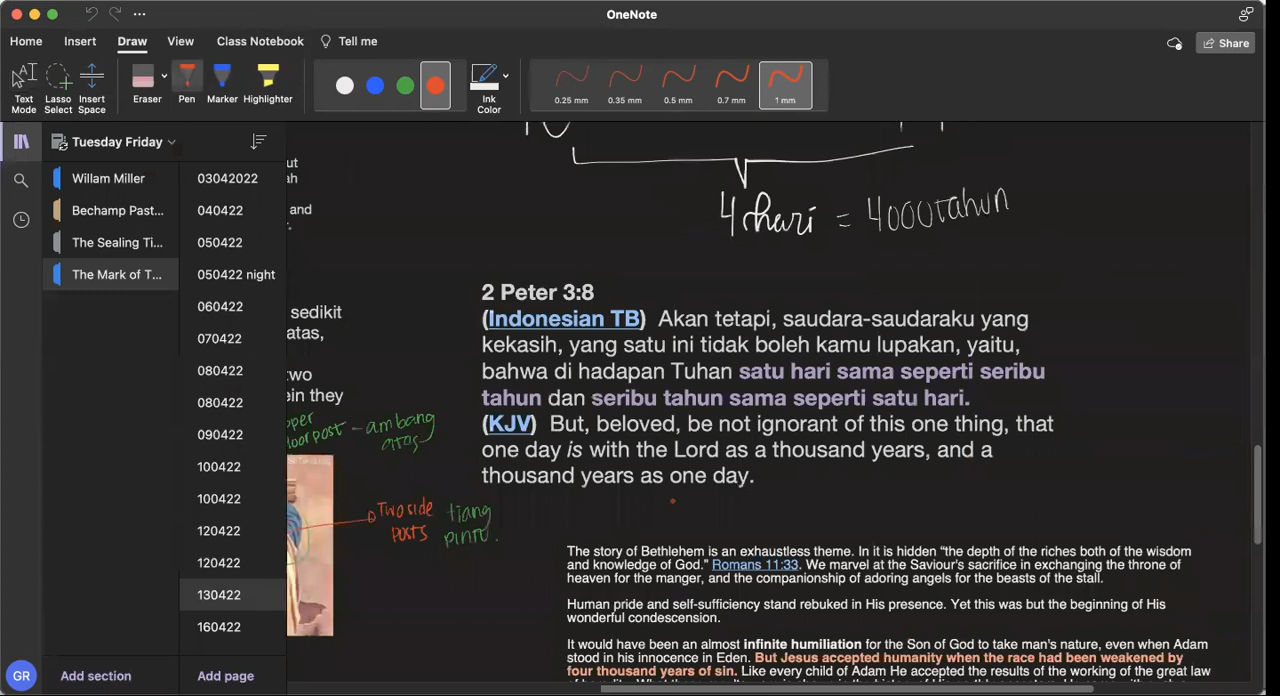 OneNote
Home Insert Draw View Class Notebook Tell me
Share
Text Mode
Lasso Select
Insert Space
Eraser
Pen
Marker
Highlighter
Ink Color
0.25 mm
0.35 mm
0.5 mm
0.7 mm
1 mm
Tuesday Friday
Willam Miller
Bechamp Past...
The Sealing Ti...
The Mark of T...
Add section
03042022
040422
050422
050422 night
060422
070422
080422
080422
090422
100422
100422
120422
120422
130422
160422
Add page
GR
ut
ah
and
sedikit
atas,
two
ein they
pper
doorpost - ambang
atas
Two side
posts
tiang
pintu.
4 hari = 4000 tahun
2 Peter 3:8
(Indonesian TB) Akan tetapi, saudara-saudaraku yang
kekasih, yang satu ini tidak boleh kamu lupakan, yaitu,
bahwa di hadapan Tuhan satu hari sama seperti seribu
tahun dan seribu tahun sama seperti satu hari.
(KJV) But, beloved, be not ignorant of this one thing, that
one day is with the Lord as a thousand years, and a
thousand years as one day.
The story of Bethlehem is an exhaustless theme. In it is hidden “the depth of the riches both of the wisdom
and knowledge of God.” Romans 11:33. We marvel at the Saviour's sacrifice in exchanging the throne of
heaven for the manger, and the companionship of adoring angels for the beasts of the stall.
Human pride and self-sufficiency stand rebuked in His presence. Yet this was but the beginning of His
wonderful condescension.
It would have been an almost infinite humiliation for the Son of God to take man's nature, even when Adam
stood in his innocence in Eden. But Jesus accepted humanity when the race had been weakened by
four thousand years of sin. Like every child of Adam He accepted the results of the working of the great law